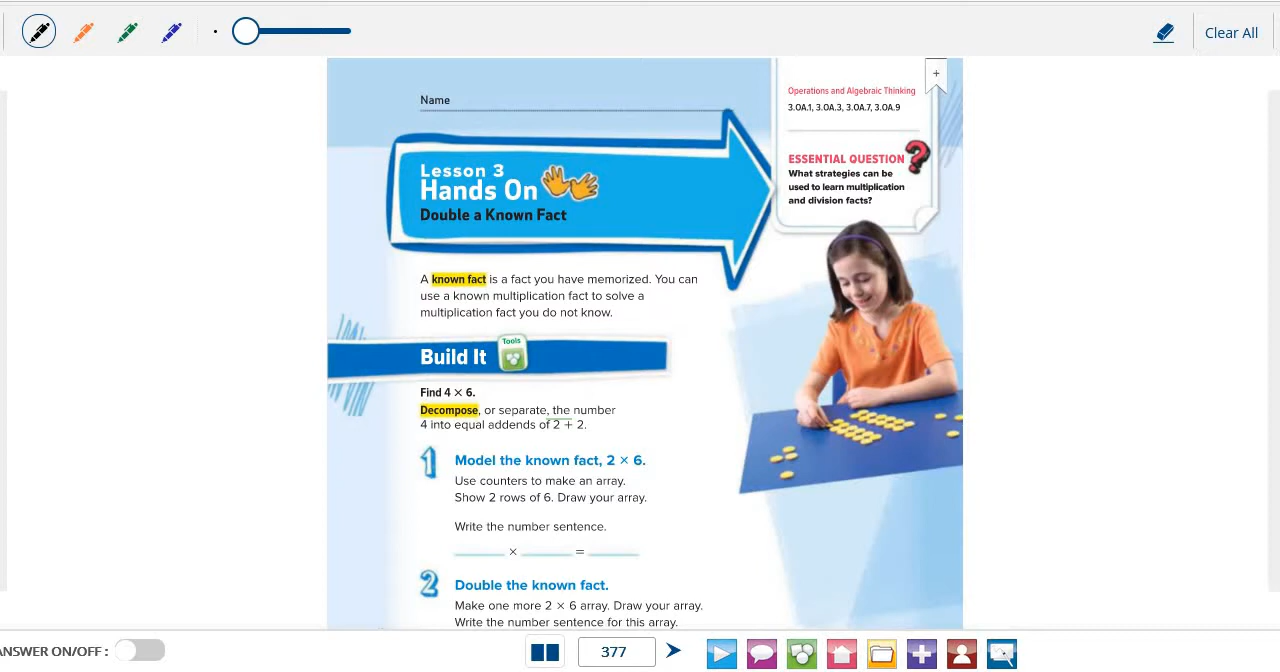 Clear All
Name
Operations and Algebraic Thinking
3.OA.1, 3.OA.3, 3.OA.7, 3.OA.9
ESSENTIAL QUESTION
What strategies can be
used to learn multiplication
and division facts?
Lesson 3
Hands On
Double a Known Fact
A known fact is a fact you have memorized. You can
use a known multiplication fact to solve a
multiplication fact you do not know.
Build It
Tools
Find 4 × 6.
Decompose, or separate, the number
4 into equal addends of 2 + 2.
1 Model the known fact, 2 × 6.
Use counters to make an array.
Show 2 rows of 6. Draw your array.
Write the number sentence.
× =
2 Double the known fact.
Make one more 2 × 6 array. Draw your array.
Write the number sentence for this array.
ANSWER ON/OFF :
377